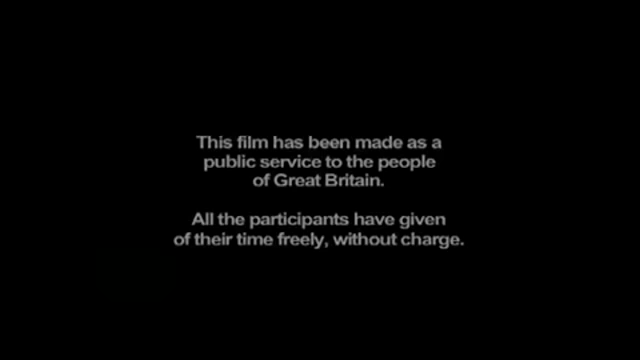 This film has been made as a
public service to the people
of Great Britain.
All the participants have given
of their time freely, without charge.